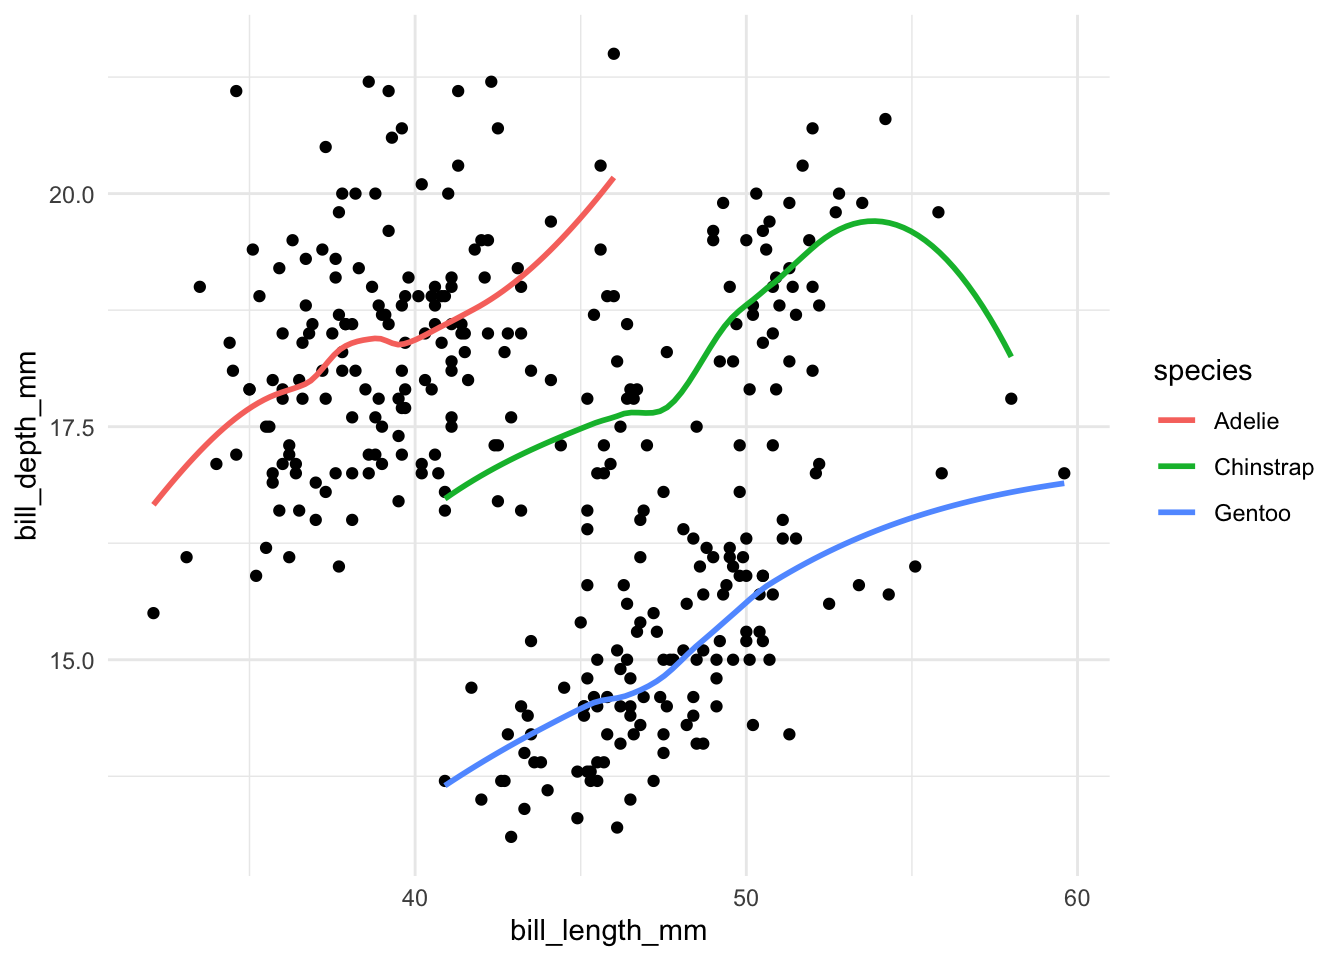 20.0
17.5
15.0
bill_depth_mm
40
50
60
bill_length_mm
species
Adelie
Chinstrap
Gentoo